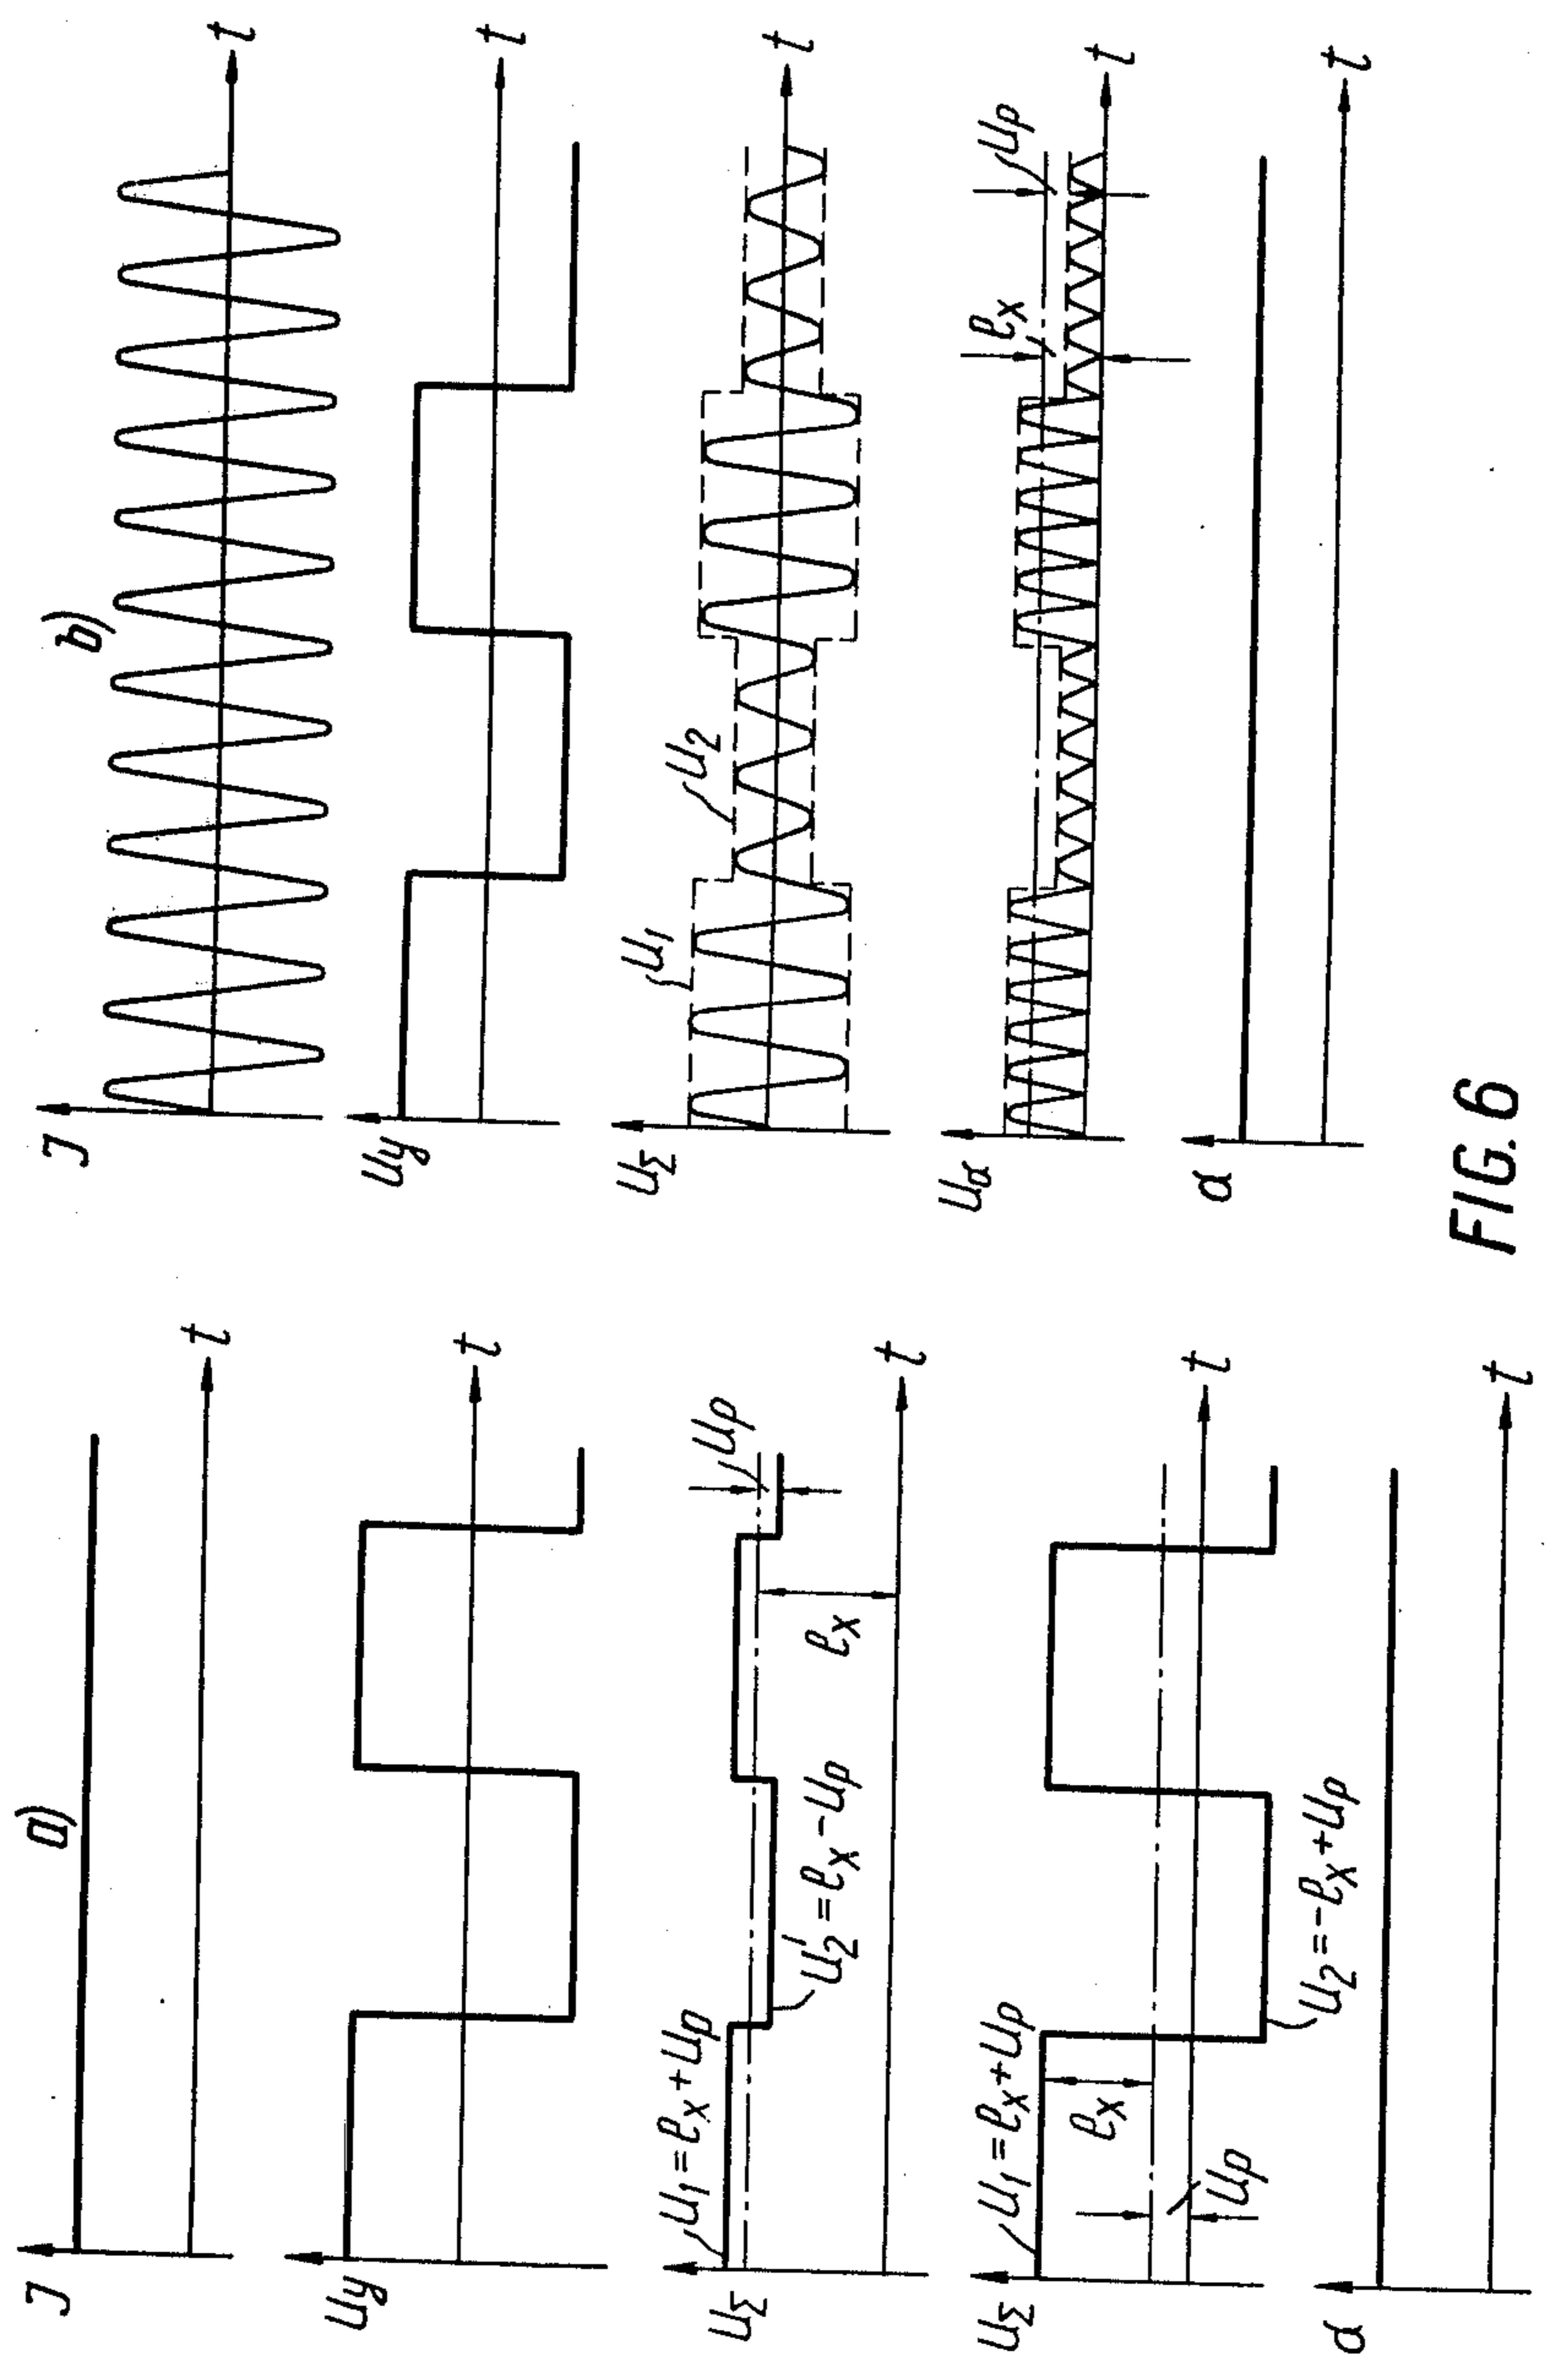 a)
J
t
Uy
t
UΣ
U1=ex+Up
U2'=ex-Up
ex
Up
t
UΣ
U1=ex+Up
ex
Up
U2=-ex+Up
t
α
t
b)
J
t
Uy
t
UΣ
U1
U2
t
Uα
ex
Up
t
α
t
FIG. 6